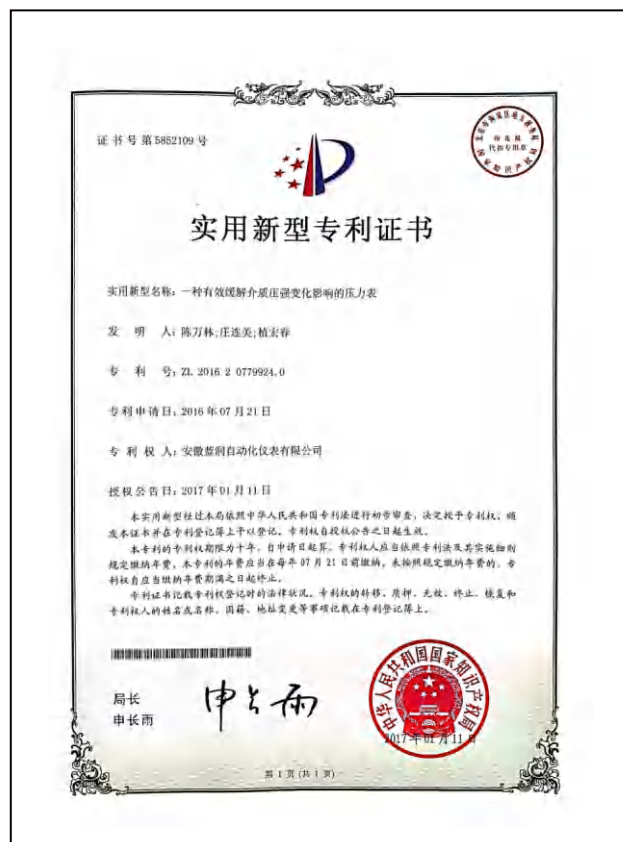 证书号第5852109号
实用新型专利证书
实用新型名称：一种有效缓解介质压强变化影响的压力表
发 明 人：陈万林;庄连美;植宏春
专 利 号：ZL 2016 2 0779924.0
专利申请日：2016年07月21日
专 利 权 人：安徽蓝润自动化仪表有限公司
授权公告日：2017年01月11日
本实用新型经过本局依照中华人民共和国专利法进行初步审查，决定授予专利权，颁
发本证书并在专利登记簿上予以登记。专利权自授权公告之日起生效。
本专利的专利权期限为十年，自申请日起算。专利权人应当依照专利法及其实施细则
规定缴纳年费。本专利的年费应当在每年07月21日前缴纳。未按照规定缴纳年费的，专
利权自应当缴纳年费期满之日起终止。
专利证书记载专利权登记时的法律状况。专利权的转移、质押、无效、终止、恢复和
专利权人的姓名或名称、国籍、地址变更等事项记载在专利登记簿上。
局长
申长雨
申长雨
中华人民共和国国家知识产权局
2017年01月11日
第1页(共1页)